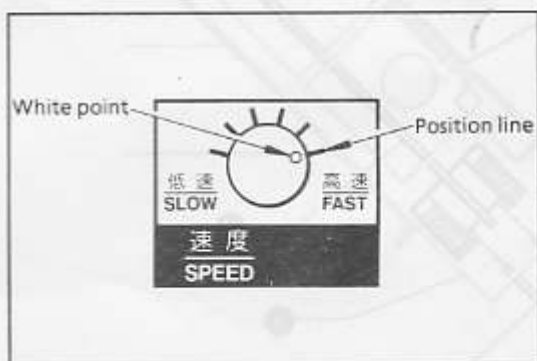 White point
Position line
低速
SLOW
高速
FAST
速度
SPEED